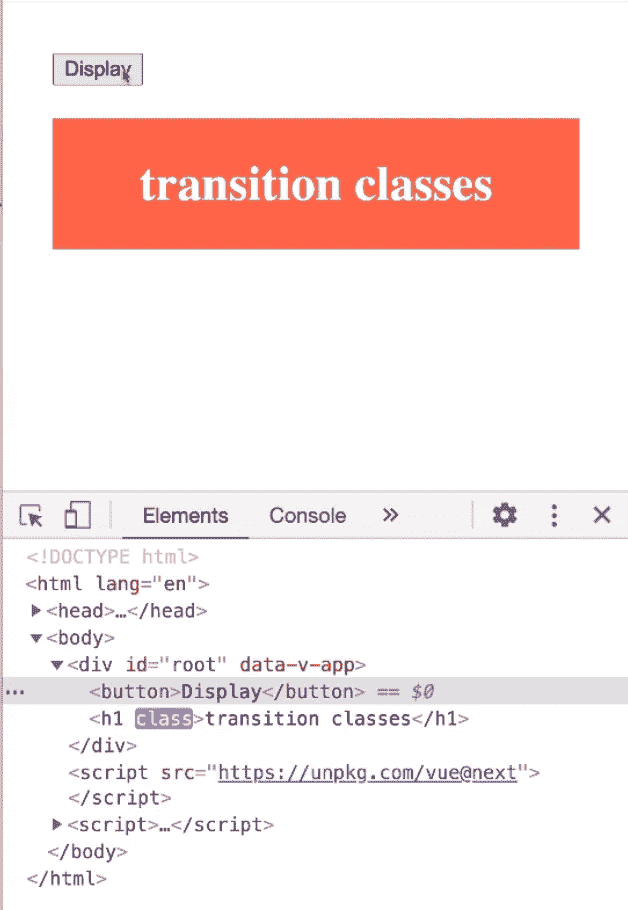 Display
transition classes
Elements Console »
<!DOCTYPE html>
<html lang="en">
▶<head>…</head>
▼<body>
▼<div id="root" data-v-app>
… <button>Display</button> == $0
<h1 class>transition classes</h1>
</div>
<script src="https://unpkg.com/vue@next">
</script>
▶<script>…</script>
</body>
</html>